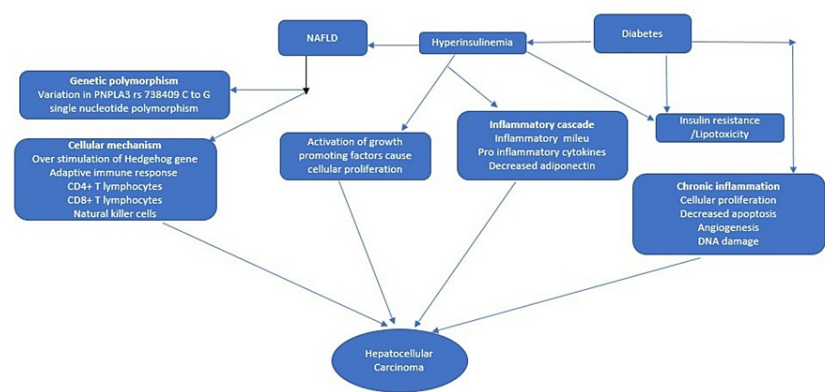 NAFLD
Hyperinsulinemia
Diabetes
Genetic polymorphism
Variation in PNPLA3 rs 738409 C to G
single nucleotide polymorphism
Cellular mechanism
Over stimulation of Hedgehog gene
Adaptive immune response
CD4+ T lymphocytes
CD8+ T lymphocytes
Natural killer cells
Activation of growth
promoting factors cause
cellular proliferation
Inflammatory cascade
Inflammatory mileu
Pro inflammatory cytokines
Decreased adiponectin
Insulin resistance
/Lipotoxicity
Chronic inflammation
Cellular proliferation
Decreased apoptosis
Angiogenesis
DNA damage
Hepatocellular
Carcinoma